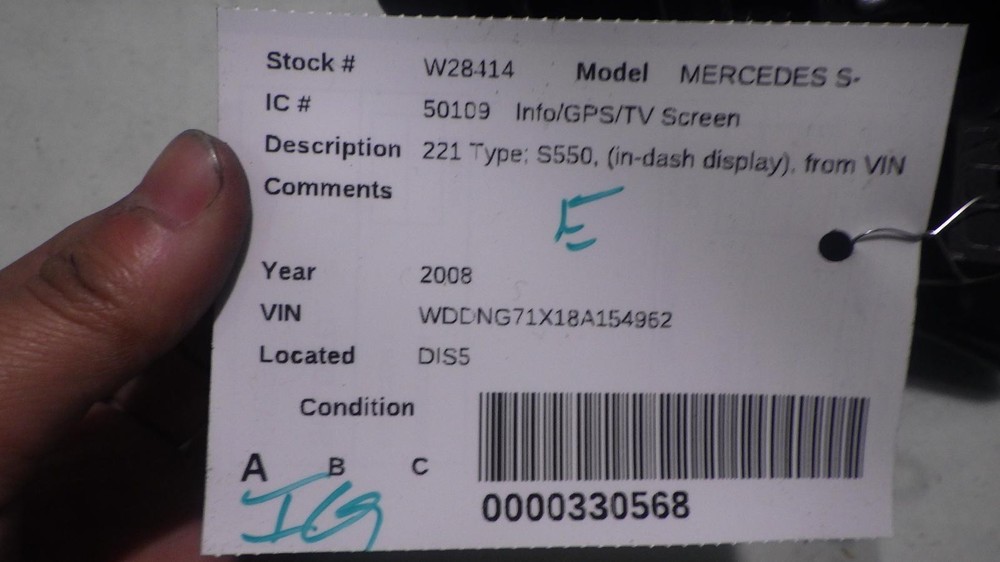 Stock # W28414 Model MERCEDES S-
IC # 50109 Info/GPS/TV Screen
Description 221 Type; S550, (in-dash display), from VIN
Comments
E
Year 2008
VIN WDDNG71X18A154962
Located DIS5
Condition
A B C
0000330568